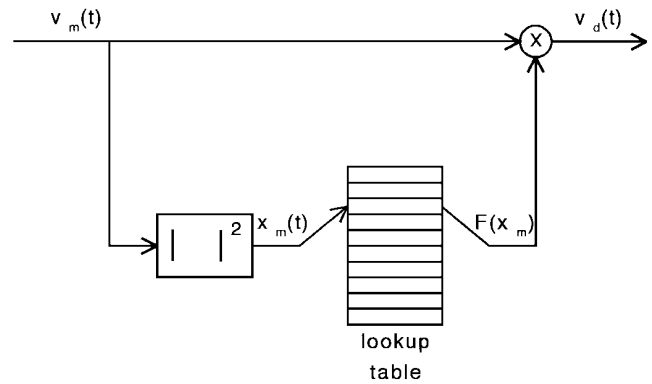 v_m(t)
v_d(t)
X
| |^2
x_m(t)
F(x_m)
lookup
table